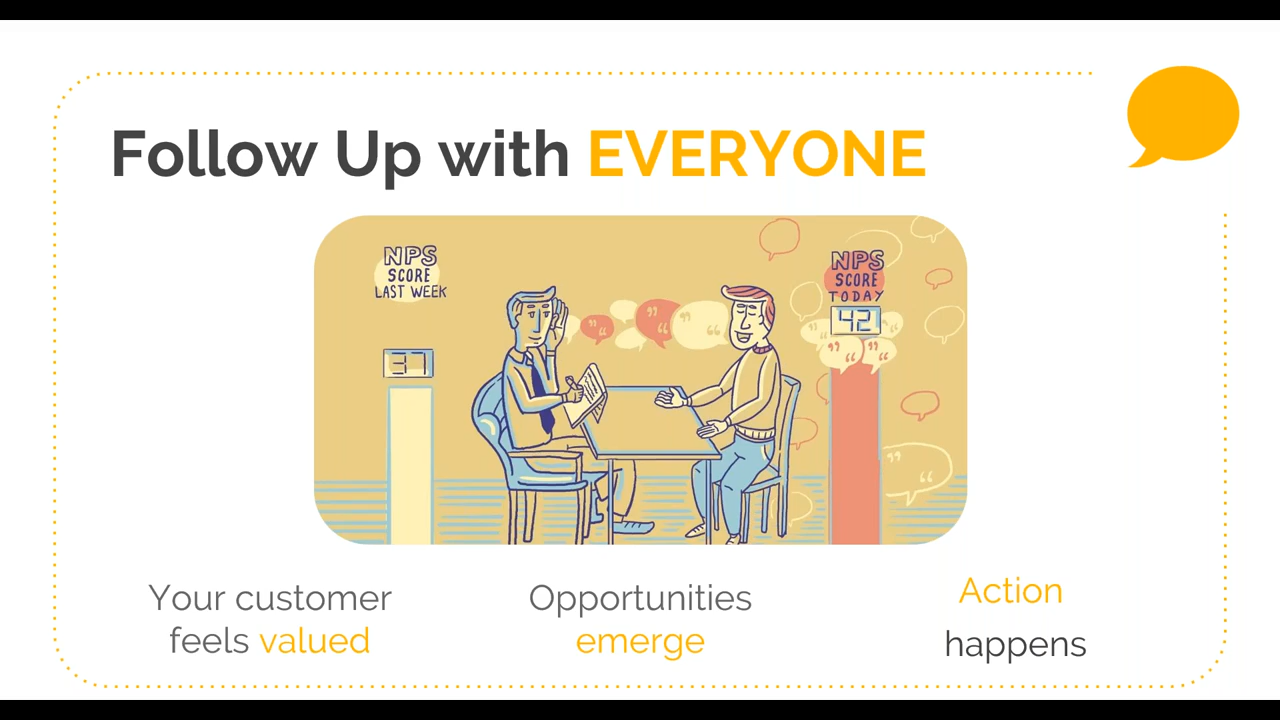 Follow Up with EVERYONE
NPS
SCORE
LAST WEEK
37
NPS
SCORE
TODAY
42
Your customer
feels valued
Opportunities
emerge
Action
happens